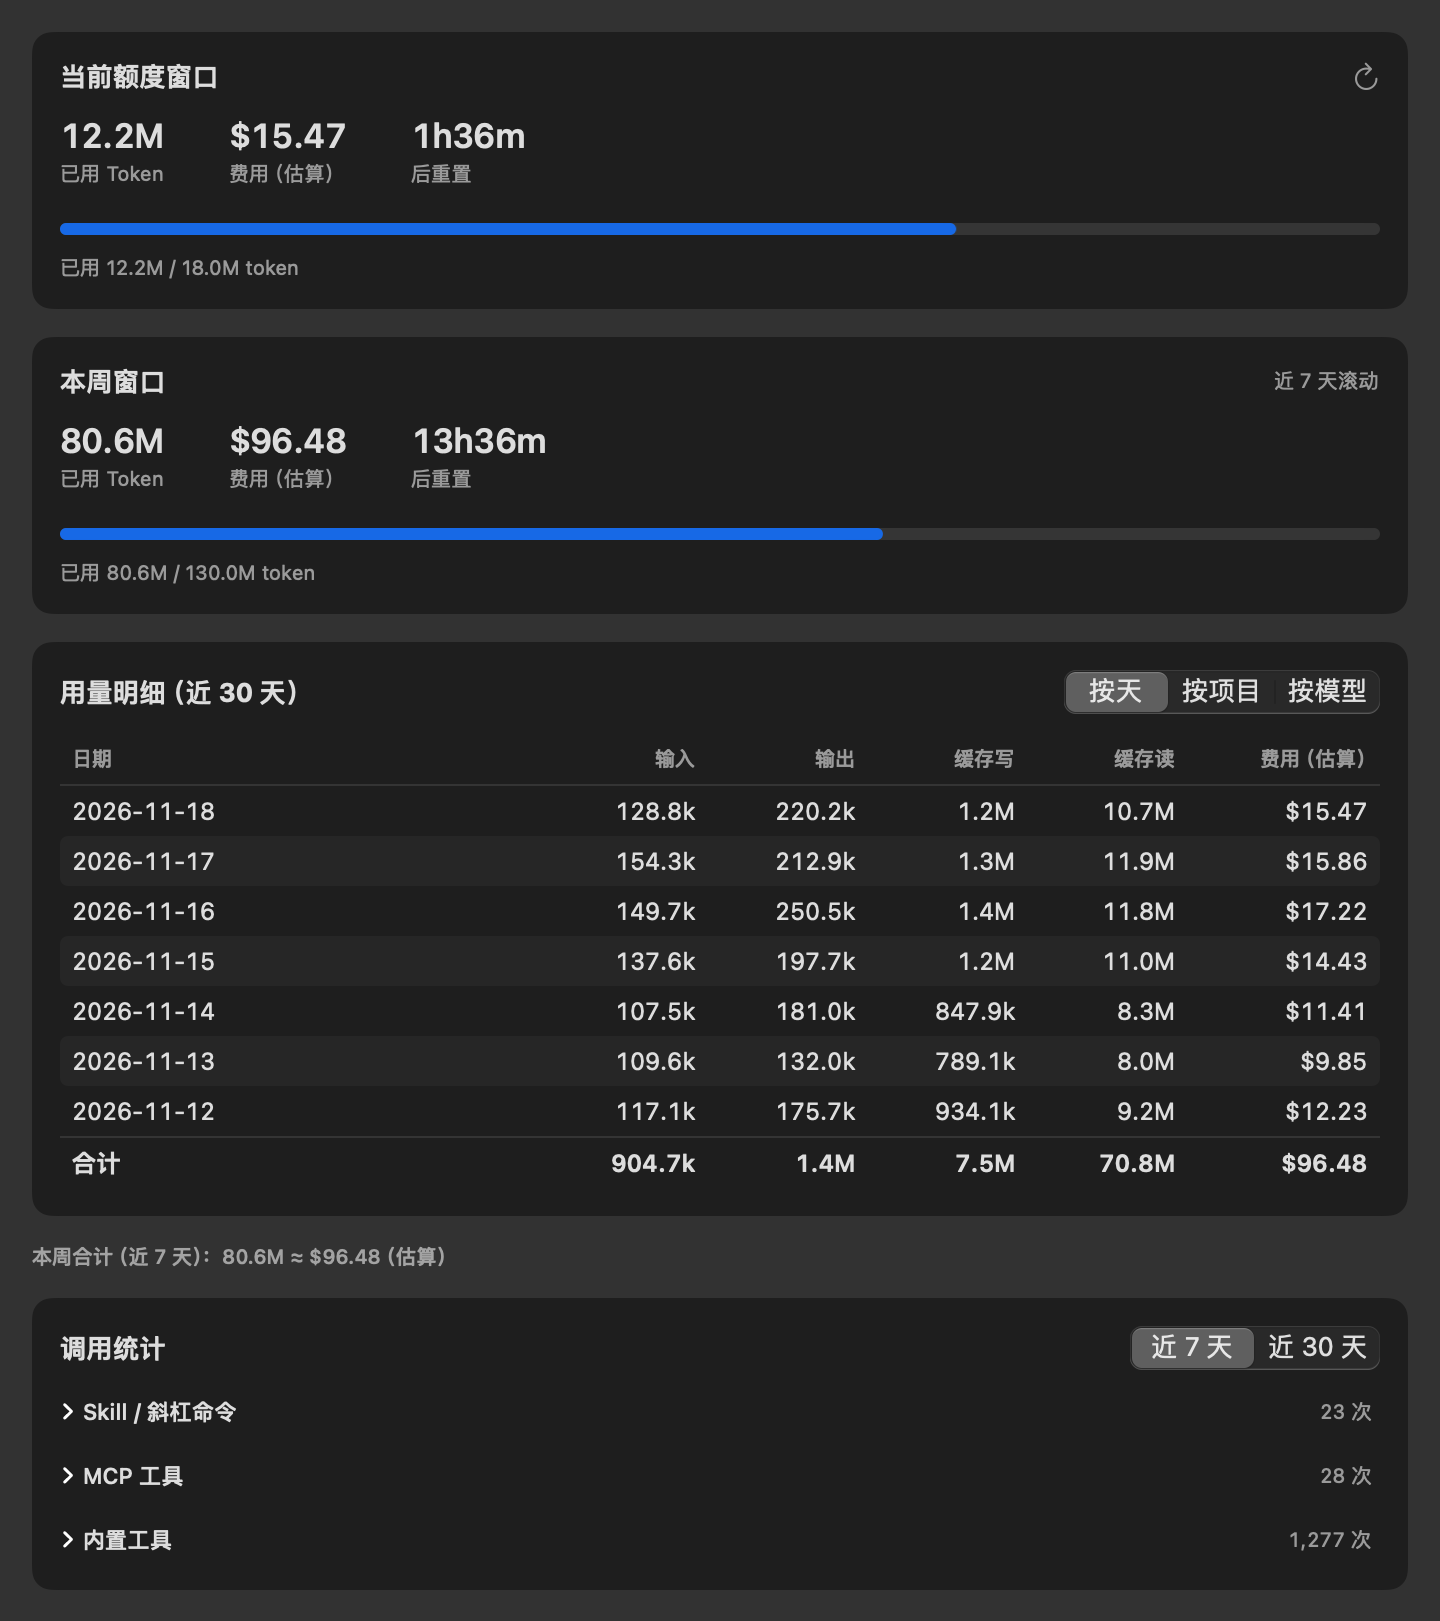 当前额度窗口
12.2M $15.47 1h36m
已用 Token 费用 (估算) 后重置
已用 12.2M / 18.0M token
本周窗口 近 7 天滚动
80.6M $96.48 13h36m
已用 Token 费用 (估算) 后重置
已用 80.6M / 130.0M token
用量明细 (近 30 天) 按天 按项目 按模型
日期 输入 输出 缓存写 缓存读 费用 (估算)
2026-11-18 128.8k 220.2k 1.2M 10.7M $15.47
2026-11-17 154.3k 212.9k 1.3M 11.9M $15.86
2026-11-16 149.7k 250.5k 1.4M 11.8M $17.22
2026-11-15 137.6k 197.7k 1.2M 11.0M $14.43
2026-11-14 107.5k 181.0k 847.9k 8.3M $11.41
2026-11-13 109.6k 132.0k 789.1k 8.0M $9.85
2026-11-12 117.1k 175.7k 934.1k 9.2M $12.23
合计 904.7k 1.4M 7.5M 70.8M $96.48
本周合计 (近 7 天)：80.6M ≈ $96.48 (估算)
调用统计 近 7 天 近 30 天
Skill / 斜杠命令 23 次
MCP 工具 28 次
内置工具 1,277 次